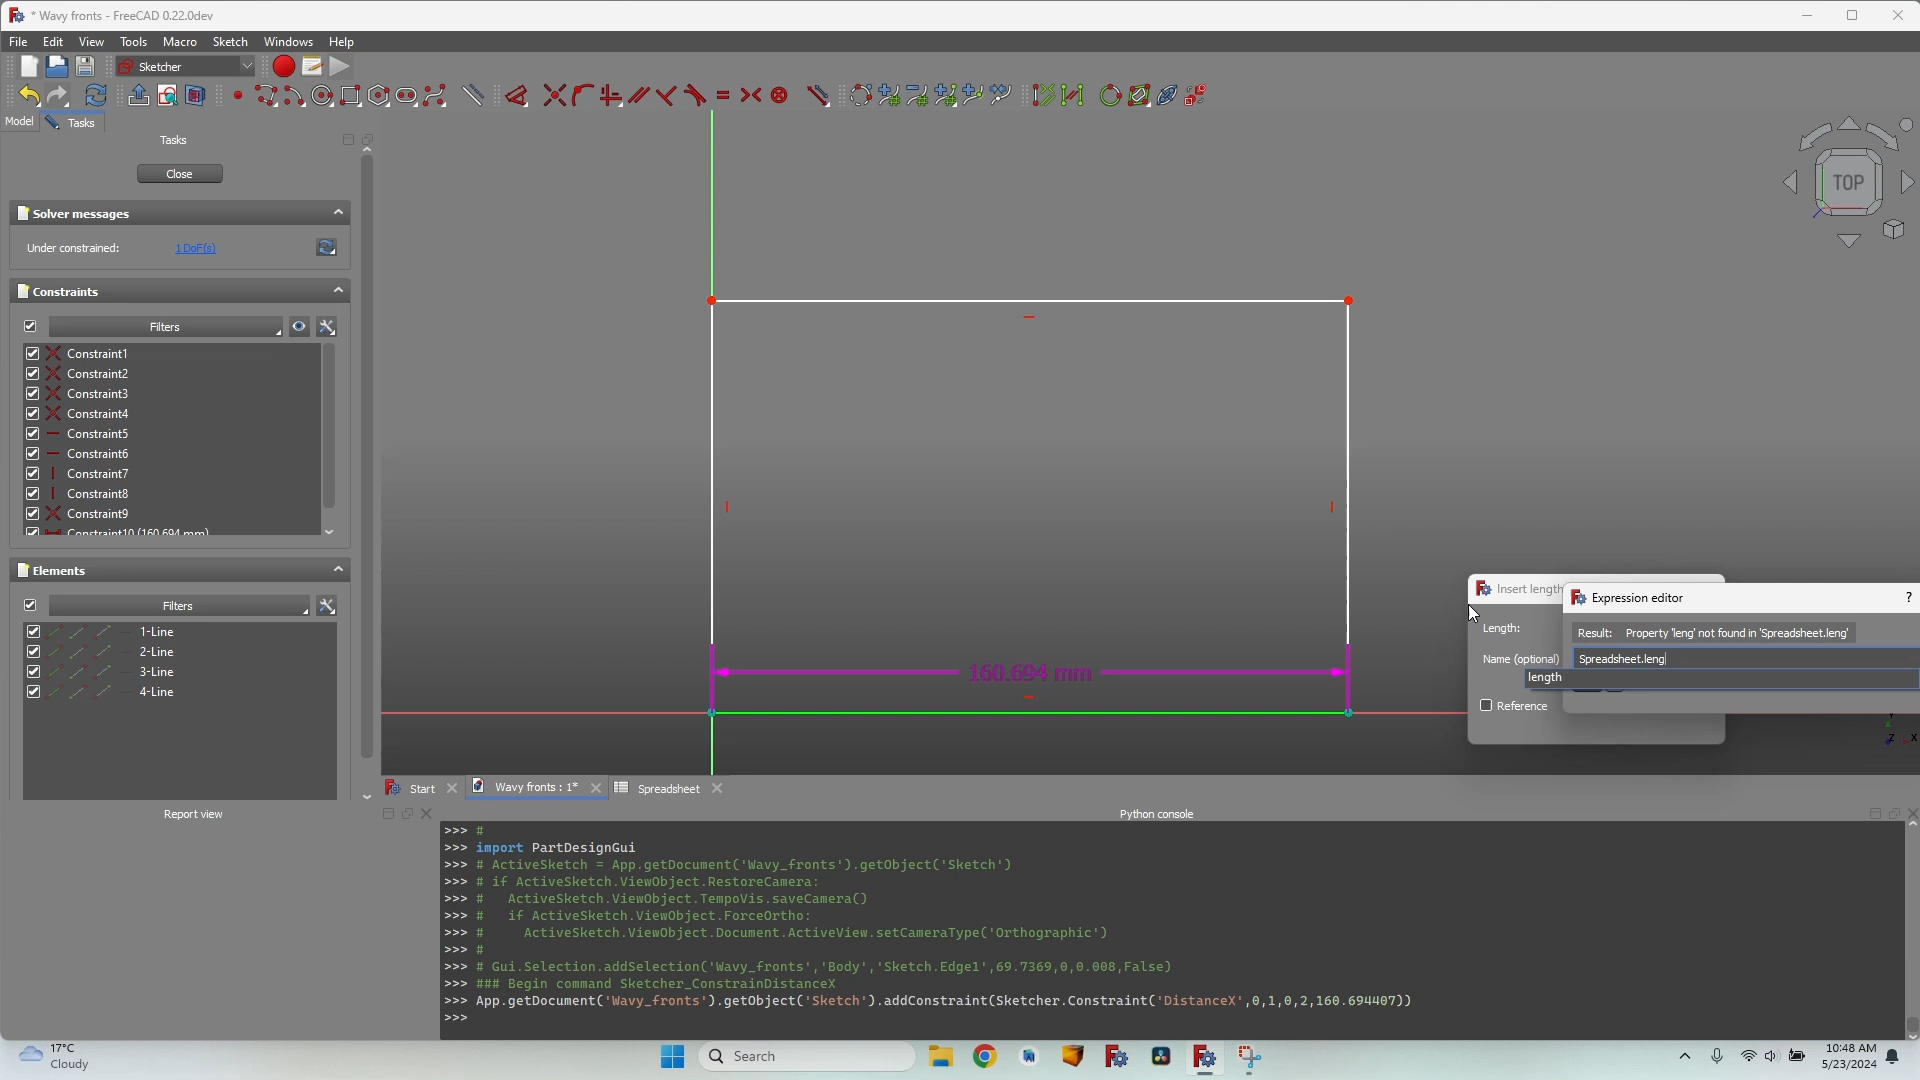 * Wavy fronts - FreeCAD 0.22.0dev
File Edit View Tools Macro Sketch Windows Help
Sketcher
Model Tasks
Tasks
Close
Solver messages
Under constrained: 1 DoF(s)
Constraints
Filters
Constraint1
Constraint2
Constraint3
Constraint4
Constraint5
Constraint6
Constraint7
Constraint8
Constraint9
Constraint10 (160.694 mm)
Elements
Filters
1-Line
2-Line
3-Line
4-Line
TOP
160.694 mm
Insert length
Length:
Name (optional)
Reference
Expression editor ?
Result: Property 'leng' not found in 'Spreadsheet.leng'
Spreadsheet.leng
length
Y
Z X
Start Wavy fronts : 1* Spreadsheet
Report view
Python console
>>> #
>>> import PartDesignGui
>>> # ActiveSketch = App.getDocument('Wavy_fronts').getObject('Sketch')
>>> # if ActiveSketch.ViewObject.RestoreCamera:
>>> #   ActiveSketch.ViewObject.TempoVis.saveCamera()
>>> #   if ActiveSketch.ViewObject.ForceOrtho:
>>> #     ActiveSketch.ViewObject.Document.ActiveView.setCameraType('Orthographic')
>>> #
>>> # Gui.Selection.addSelection('Wavy_fronts','Body','Sketch.Edge1',69.7369,0,0.008,False)
>>> ### Begin command Sketcher_ConstrainDistanceX
>>> App.getDocument('Wavy_fronts').getObject('Sketch').addConstraint(Sketcher.Constraint('DistanceX',0,1,0,2,160.694407))
>>>
17°C
Cloudy
Search
10:48 AM
5/23/2024